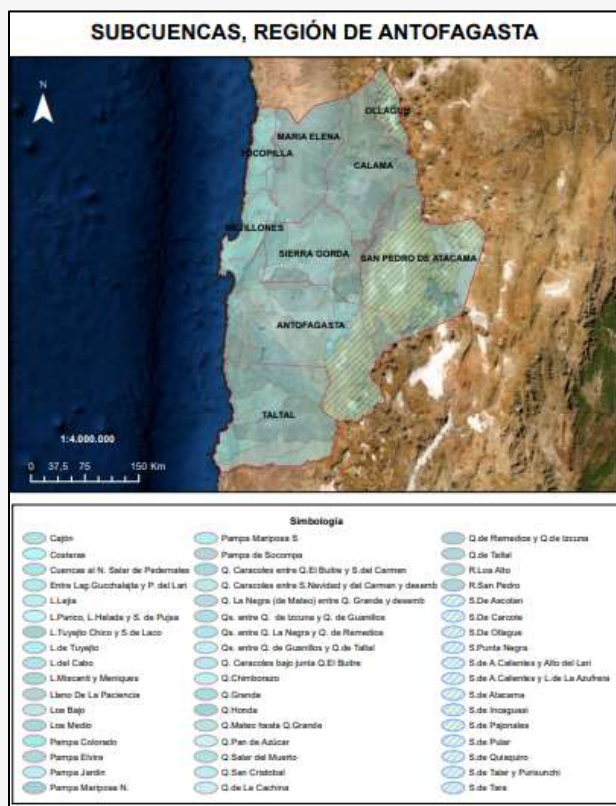 SUBCUENCAS, REGIÓN DE ANTOFAGASTA
N
OLLAGUE
MARIA ELENA
TOCOPILLA
CALAMA
MEJILLONES
SIERRA GORDA
SAN PEDRO DE ATACAMA
ANTOFAGASTA
TALTAL
1:4.000.000
0 37,5 75 150 Km
Simbología
Cajón
Costeras
Cuencas al N. Salar de Pedernales
Entre Lag.Gucchalajta y P. del Lari
L.Lejia
L.Parico, L.Helada y S. de Pujsa
L.Tuyajto Chico y S.de Laco
L.de Tuyajto
L.del Cabo
L.Miscanti y Meniques
Llano De La Paciencia
Los Bajo
Los Medio
Pampa Colorado
Pampa Elvira
Pampa Jardín
Pampa Mariposa N.
Pampa Mariposa S
Pampa de Socompa
Q. Caracoles entre Q.El Buitre y S.del Carmen
Q. Caracoles entre S.Navidad y del Carmen y desemb
Q. La Negra (de Mateo) entre Q. Grande y desemb
Qs. entre Q. de Izcuna y Q. de Guanillos
Qs. entre Q. La Negra y Q. de Remedios
Qs. entre Q. de Guanillos y Q. de Taltal
Q. Caracoles bajo junta Q.El Buitre
Q.Chimborazo
Q.Grande
Q.Honda
Q.Mateo hasta Q.Grande
Q.Pan de Azúcar
Q.Salar del Muerto
Q.San Cristobal
Q.de La Cachina
Q.de Remedios y Q.de Izcuna
Q.de Taltal
R.Loa Alto
R.San Pedro
S.De Ascotan
S.De Carcote
S.De Ollague
S.Punta Negra
S.de A.Calientes y Alto del Lari
S.de A.Calientes y L.de La Azufrera
S.de Atacama
S.de Incaguasi
S.de Pajonales
S.de Pular
S.de Quisquiro
S.de Talar y Purisunchi
S.de Tara